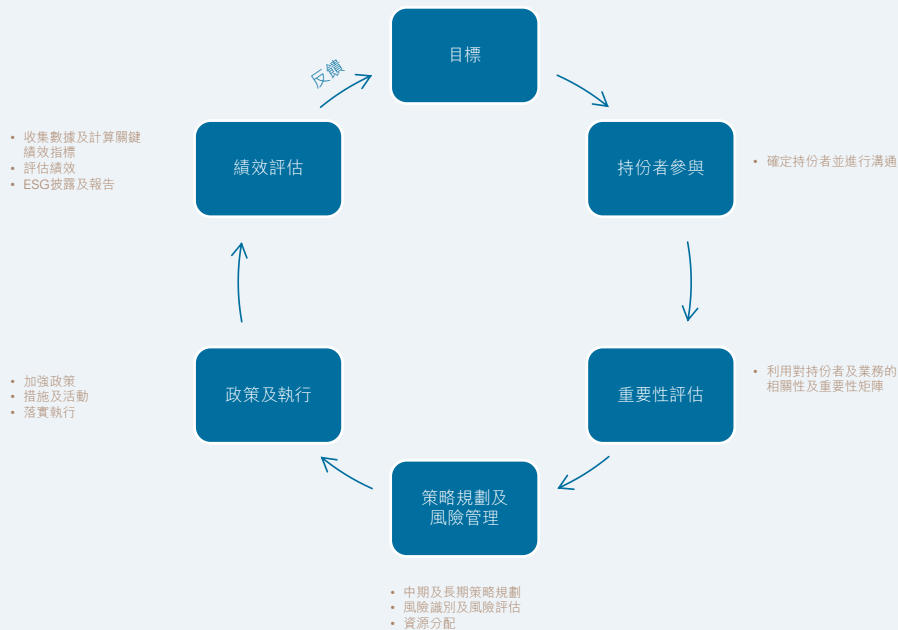 目標
反饋
績效評估
持份者參與
• 收集數據及計算關鍵
績效指標
• 評估績效
• ESG披露及報告
• 確定持份者並進行溝通
政策及執行
重要性評估
• 加強政策
• 措施及活動
• 落實執行
• 利用對持份者及業務的
相關性及重要性矩陣
策略規劃及
風險管理
• 中期及長期策略規劃
• 風險識別及風險評估
• 資源分配